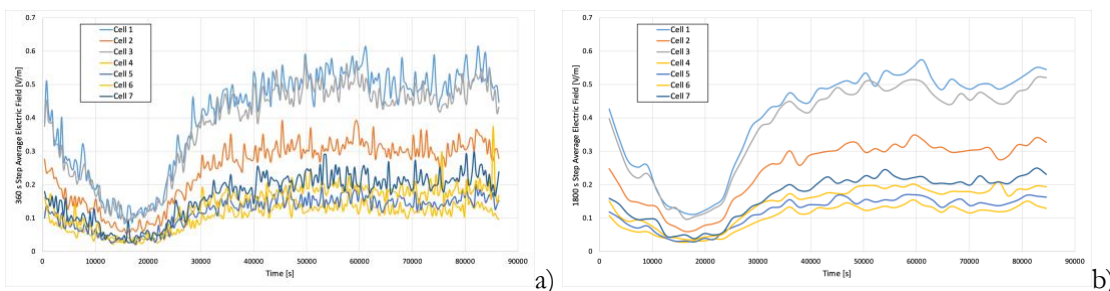 0.7
0.6
0.5
0.4
0.3
0.2
0.1
0
360 s Step Average Electric Field [V/m]
Cell 1
Cell 2
Cell 3
Cell 4
Cell 5
Cell 6
Cell 7
0 10000 20000 30000 40000 50000 60000 70000 80000 90000
Time [s]
a)
0.7
0.6
0.5
0.4
0.3
0.2
0.1
0
1800 s Step Average Electric Field [V/m]
Cell 1
Cell 2
Cell 3
Cell 4
Cell 5
Cell 6
Cell 7
0 10000 20000 30000 40000 50000 60000 70000 80000 90000
Time [s]
b)